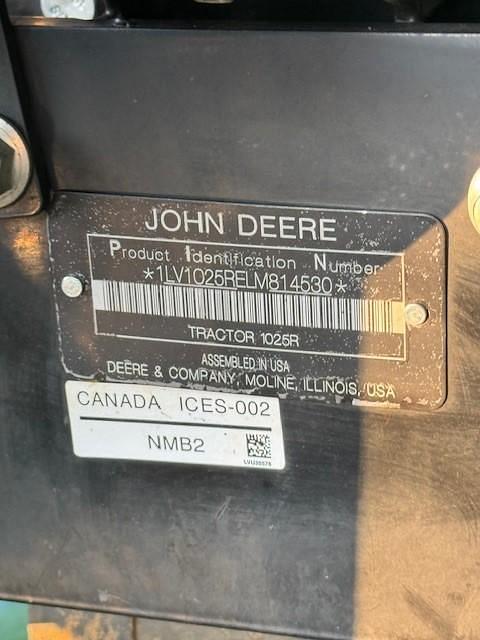 JOHN DEERE
Product Identification Number
*1LV1025RELM814530*
TRACTOR 1025R
ASSEMBLED IN USA
DEERE & COMPANY, MOLINE, ILLINOIS, USA
CANADA ICES-002
NMB2